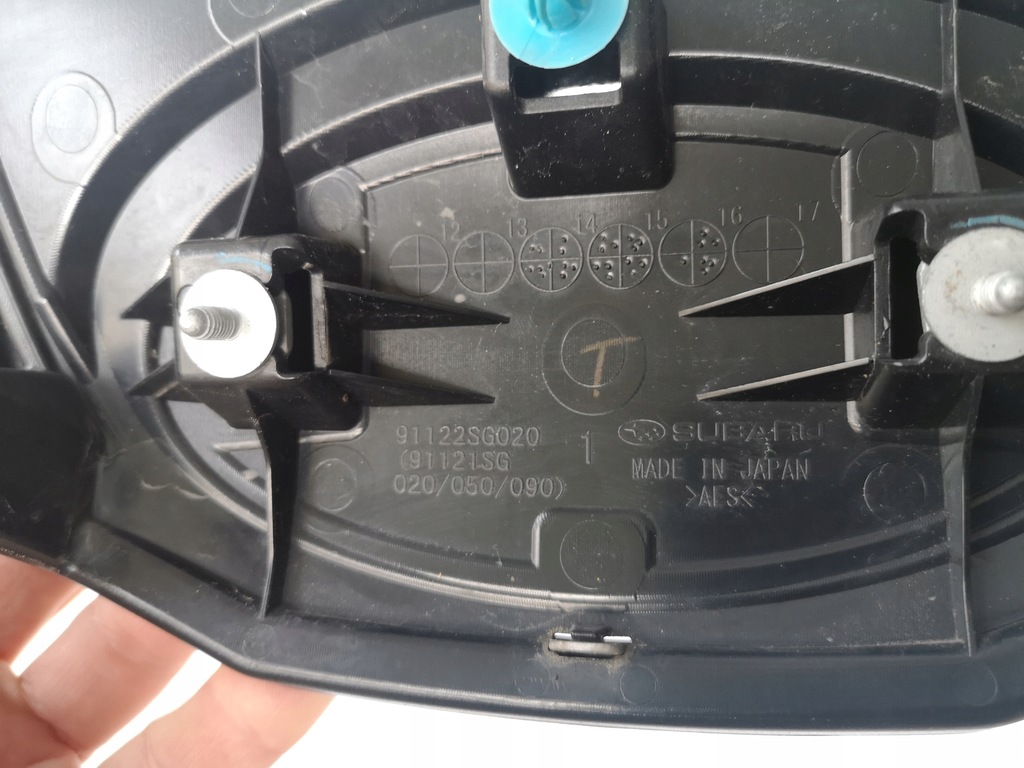 12 13 14 15 16 17
T
91122SG020
(91121SG
020/050/090)
1
SUBARU
MADE IN JAPAN
>AES<